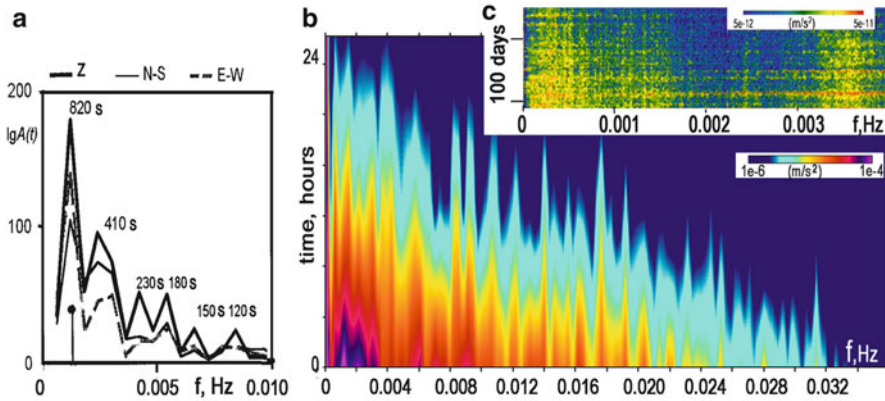 a
Z N-S E-W
200
lgA(t)
100
0
820 s
410 s
230 s 180 s
150 s 120 s
0 0.005 0.010
f, Hz
b
24
time, hours
0
1e-6 (m/s²) 1e-4
f,Hz
0 0.004 0.008 0.012 0.016 0.020 0.024 0.028 0.032
c
5e-12 (m/s²) 5e-11
100 days
0 0.001 0.002 0.003 f,Hz